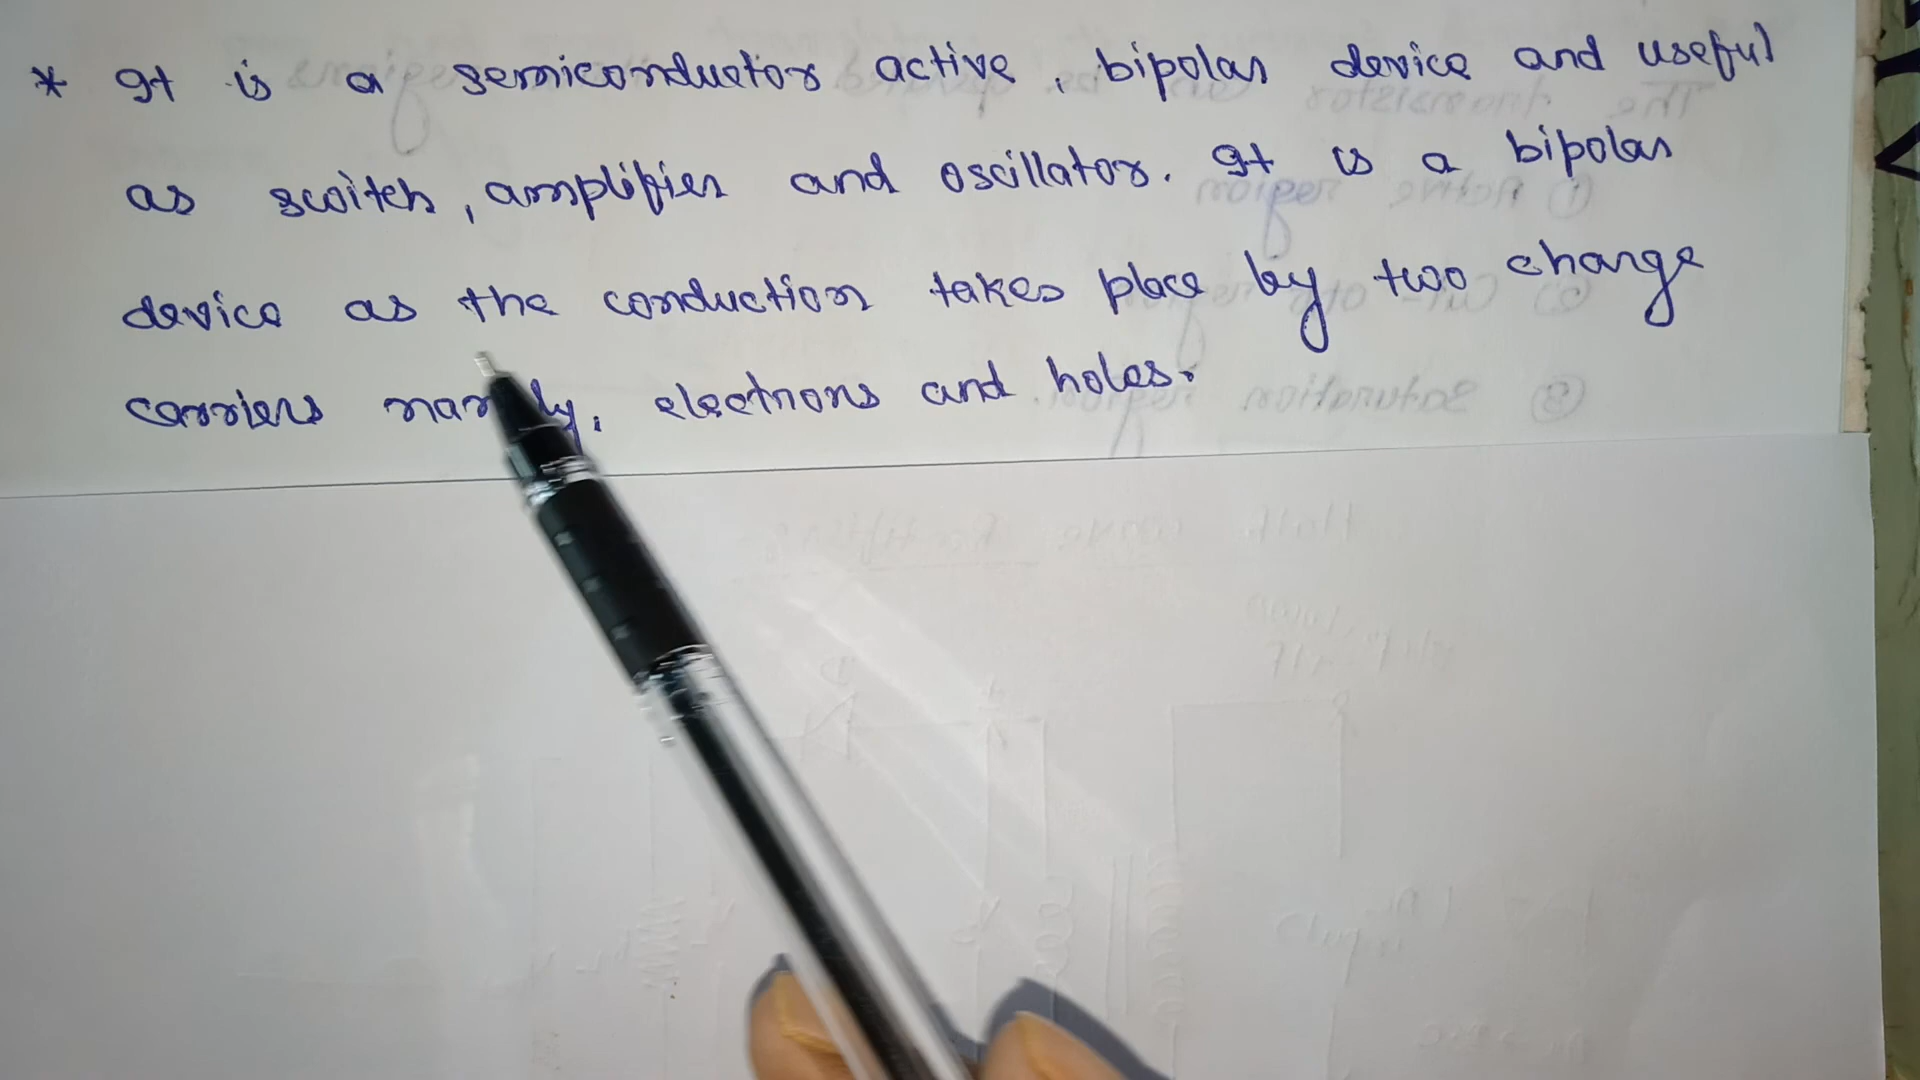 * It is a semiconductor active, bipolar device and useful
as switch, amplifier and oscillator. It is a bipolar
device as the conduction takes place by two charge
carriers namely, electrons and holes.